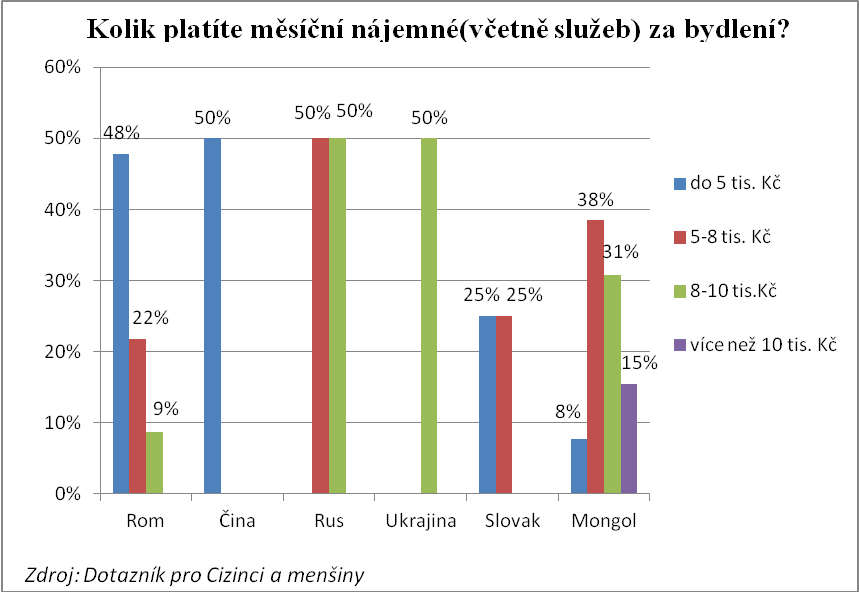 Kolik platíte měsíční nájemné(včetně služeb) za bydlení?
60%
50%
40%
30%
20%
10%
0%
48%
22%
9%
50%
50%
50%
50%
25%
25%
8%
38%
31%
15%
Rom
Čina
Rus
Ukrajina
Slovak
Mongol
do 5 tis. Kč
5-8 tis. Kč
8-10 tis.Kč
více než 10 tis. Kč
Zdroj: Dotazník pro Cizinci a menšiny